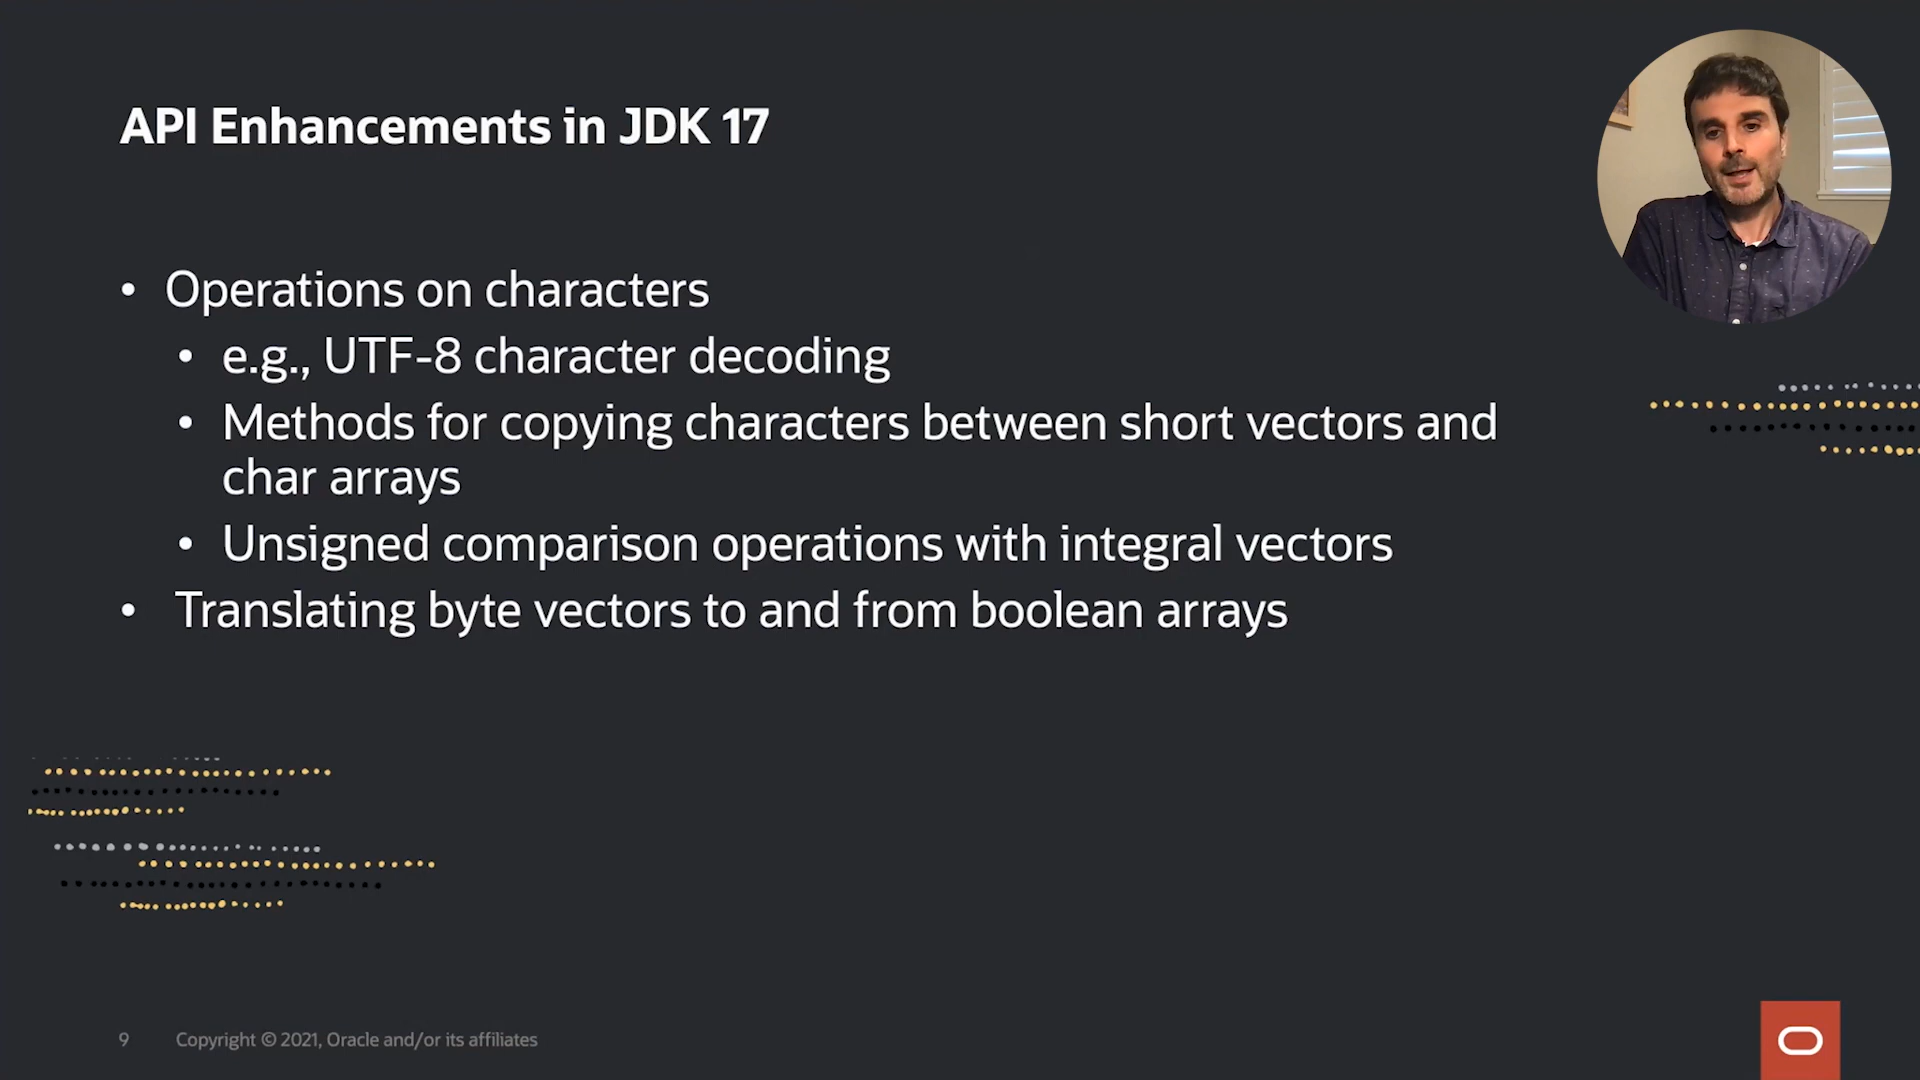 API Enhancements in JDK 17
• Operations on characters
• e.g., UTF-8 character decoding
• Methods for copying characters between short vectors and
char arrays
• Unsigned comparison operations with integral vectors
• Translating byte vectors to and from boolean arrays
9 Copyright © 2021, Oracle and/or its affiliates